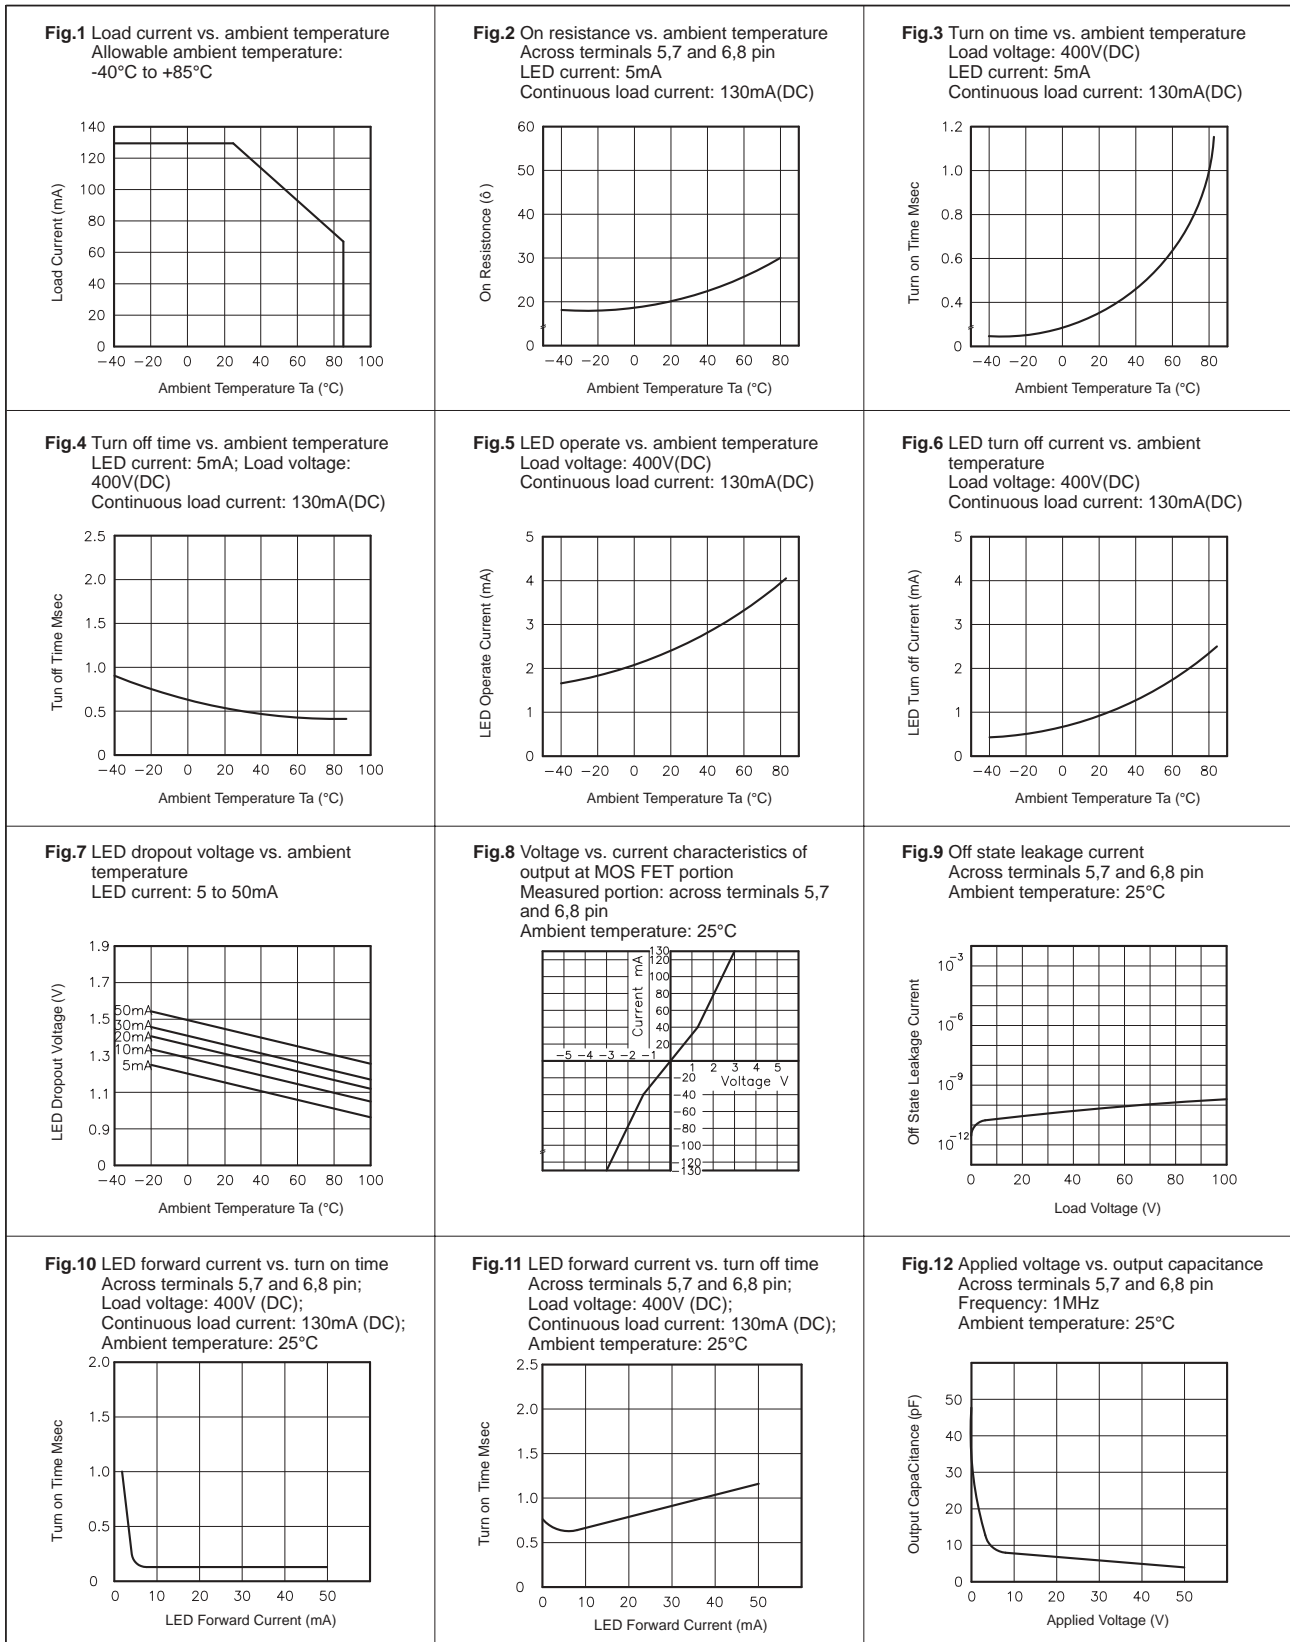 Fig.1 Load current vs. ambient temperature
Allowable ambient temperature:
-40°C to +85°C
140
120
100
80
60
40
20
0
−40 −20 0 20 40 60 80 100
Load Current (mA)
Ambient Temperature Ta (°C)
Fig.2 On resistance vs. ambient temperature
Across terminals 5,7 and 6,8 pin
LED current: 5mA
Continuous load current: 130mA(DC)
60
50
40
30
20
0
−40 −20 0 20 40 60 80
On Resistonce (ô )
Ambient Temperature Ta (°C)
Fig.3 Turn on time vs. ambient temperature
Load voltage: 400V(DC)
LED current: 5mA
Continuous load current: 130mA(DC)
1.2
1.0
0.8
0.6
0.4
0
−40 −20 0 20 40 60 80
Turn on Time Msec
Ambient Temperature Ta (°C)
Fig.4 Turn off time vs. ambient temperature
LED current: 5mA; Load voltage:
400V(DC)
Continuous load current: 130mA(DC)
2.5
2.0
1.5
1.0
0.5
0
−40 −20 0 20 40 60 80 100
Tun off Time Msec
Ambient Temperature Ta (°C)
Fig.5 LED operate vs. ambient temperature
Load voltage: 400V(DC)
Continuous load current: 130mA(DC)
5
4
3
2
1
0
−40 −20 0 20 40 60 80
LED Operate Current (mA)
Ambient Temperature Ta (°C)
Fig.6 LED turn off current vs. ambient
temperature
Load voltage: 400V(DC)
Continuous load current: 130mA(DC)
5
4
3
2
1
0
−40 −20 0 20 40 60 80
LED Turn off Current (mA)
Ambient Temperature Ta (°C)
Fig.7 LED dropout voltage vs. ambient
temperature
LED current: 5 to 50mA
1.9
1.7
1.5
1.3
1.1
0.9
0
50mA
30mA
20mA
10mA
5mA
−40 −20 0 20 40 60 80 100
LED Dropout Voltage (V)
Ambient Temperature Ta (°C)
Fig.8 Voltage vs. current characteristics of
output at MOS FET portion
Measured portion: across terminals 5,7
and 6,8 pin
Ambient temperature: 25°C
130
120
100
80
60
40
20
Current mA
−5 −4 −3 −2 −1
1 2 3 4 5
Voltage V
−20
−40
−60
−80
−100
−120
−130
Fig.9 Off state leakage current
Across terminals 5,7 and 6,8 pin
Ambient temperature: 25°C
10−3
10−6
10−9
10−12
0 20 40 60 80 100
Off State Leakage Current
Load Voltage (V)
Fig.10 LED forward current vs. turn on time
Across terminals 5,7 and 6,8 pin;
Load voltage: 400V (DC);
Continuous load current: 130mA (DC);
Ambient temperature: 25°C
2.0
1.5
1.0
0.5
0
0 10 20 30 40 50
Turn on Time Msec
LED Forward Current (mA)
Fig.11 LED forward current vs. turn off time
Across terminals 5,7 and 6,8 pin;
Load voltage: 400V (DC);
Continuous load current: 130mA (DC);
Ambient temperature: 25°C
2.5
2.0
1.5
1.0
0.5
0
0 10 20 30 40 50
Turn on Time Msec
LED Forward Current (mA)
Fig.12 Applied voltage vs. output capacitance
Across terminals 5,7 and 6,8 pin
Frequency: 1MHz
Ambient temperature: 25°C
50
40
30
20
10
0
0 10 20 30 40 50
Output CapaCitance (pF)
Applied Voltage (V)